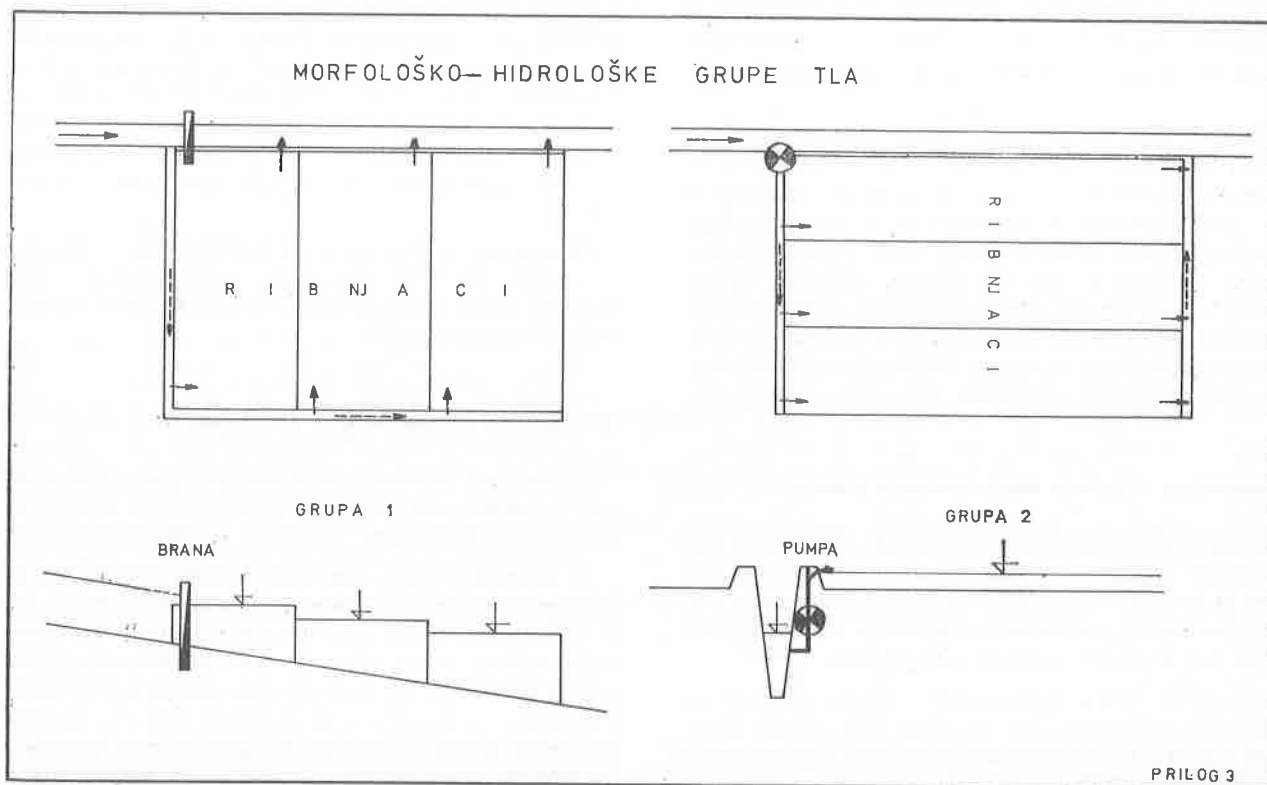 MORFOLOŠKO–HIDROLOŠKE GRUPE TLA
R I B NJ A C I
R I B NJ A C I
GRUPA 1
GRUPA 2
BRANA
PUMPA
PRILOG 3